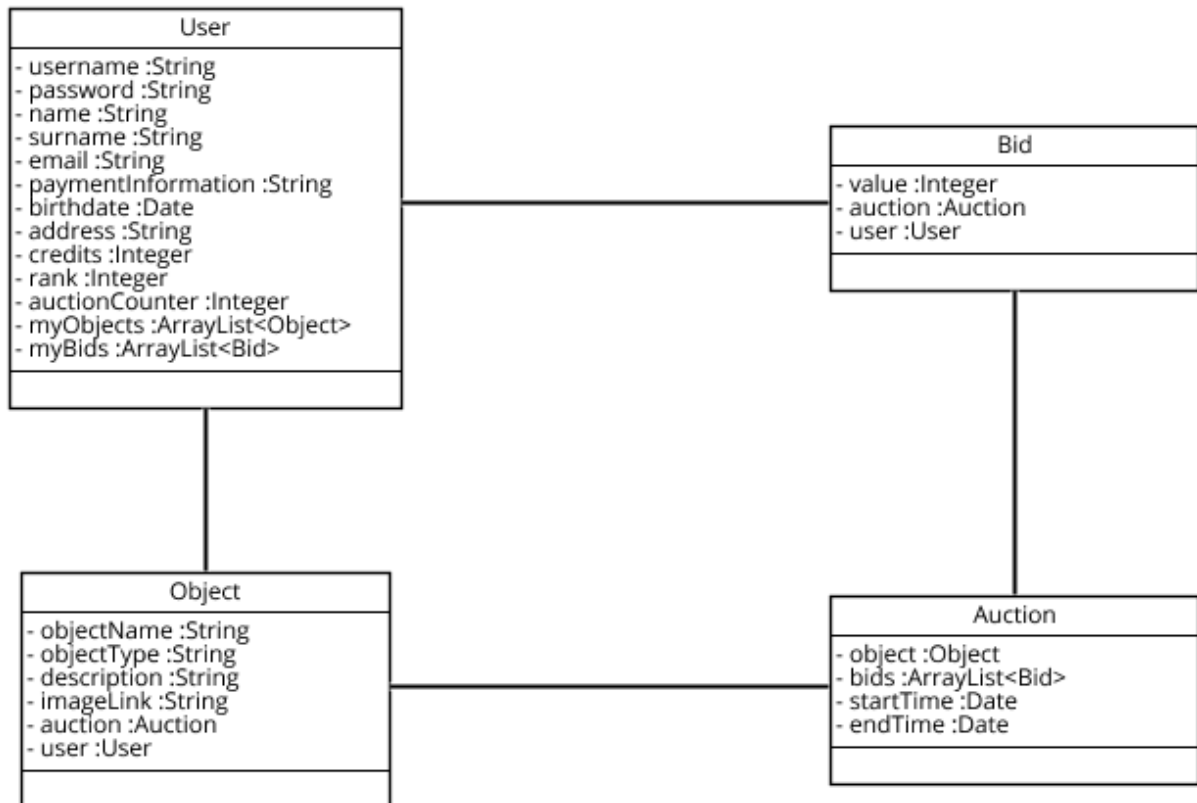 User
- username :String
- password :String
- name :String
- surname :String
- email :String
- paymentInformation :String
- birthdate :Date
- address :String
- credits :Integer
- rank :Integer
- auctionCounter :Integer
- myObjects :ArrayList<Object>
- myBids :ArrayList<Bid>
Bid
- value :Integer
- auction :Auction
- user :User
Object
- objectName :String
- objectType :String
- description :String
- imageLink :String
- auction :Auction
- user :User
Auction
- object :Object
- bids :ArrayList<Bid>
- startTime :Date
- endTime :Date